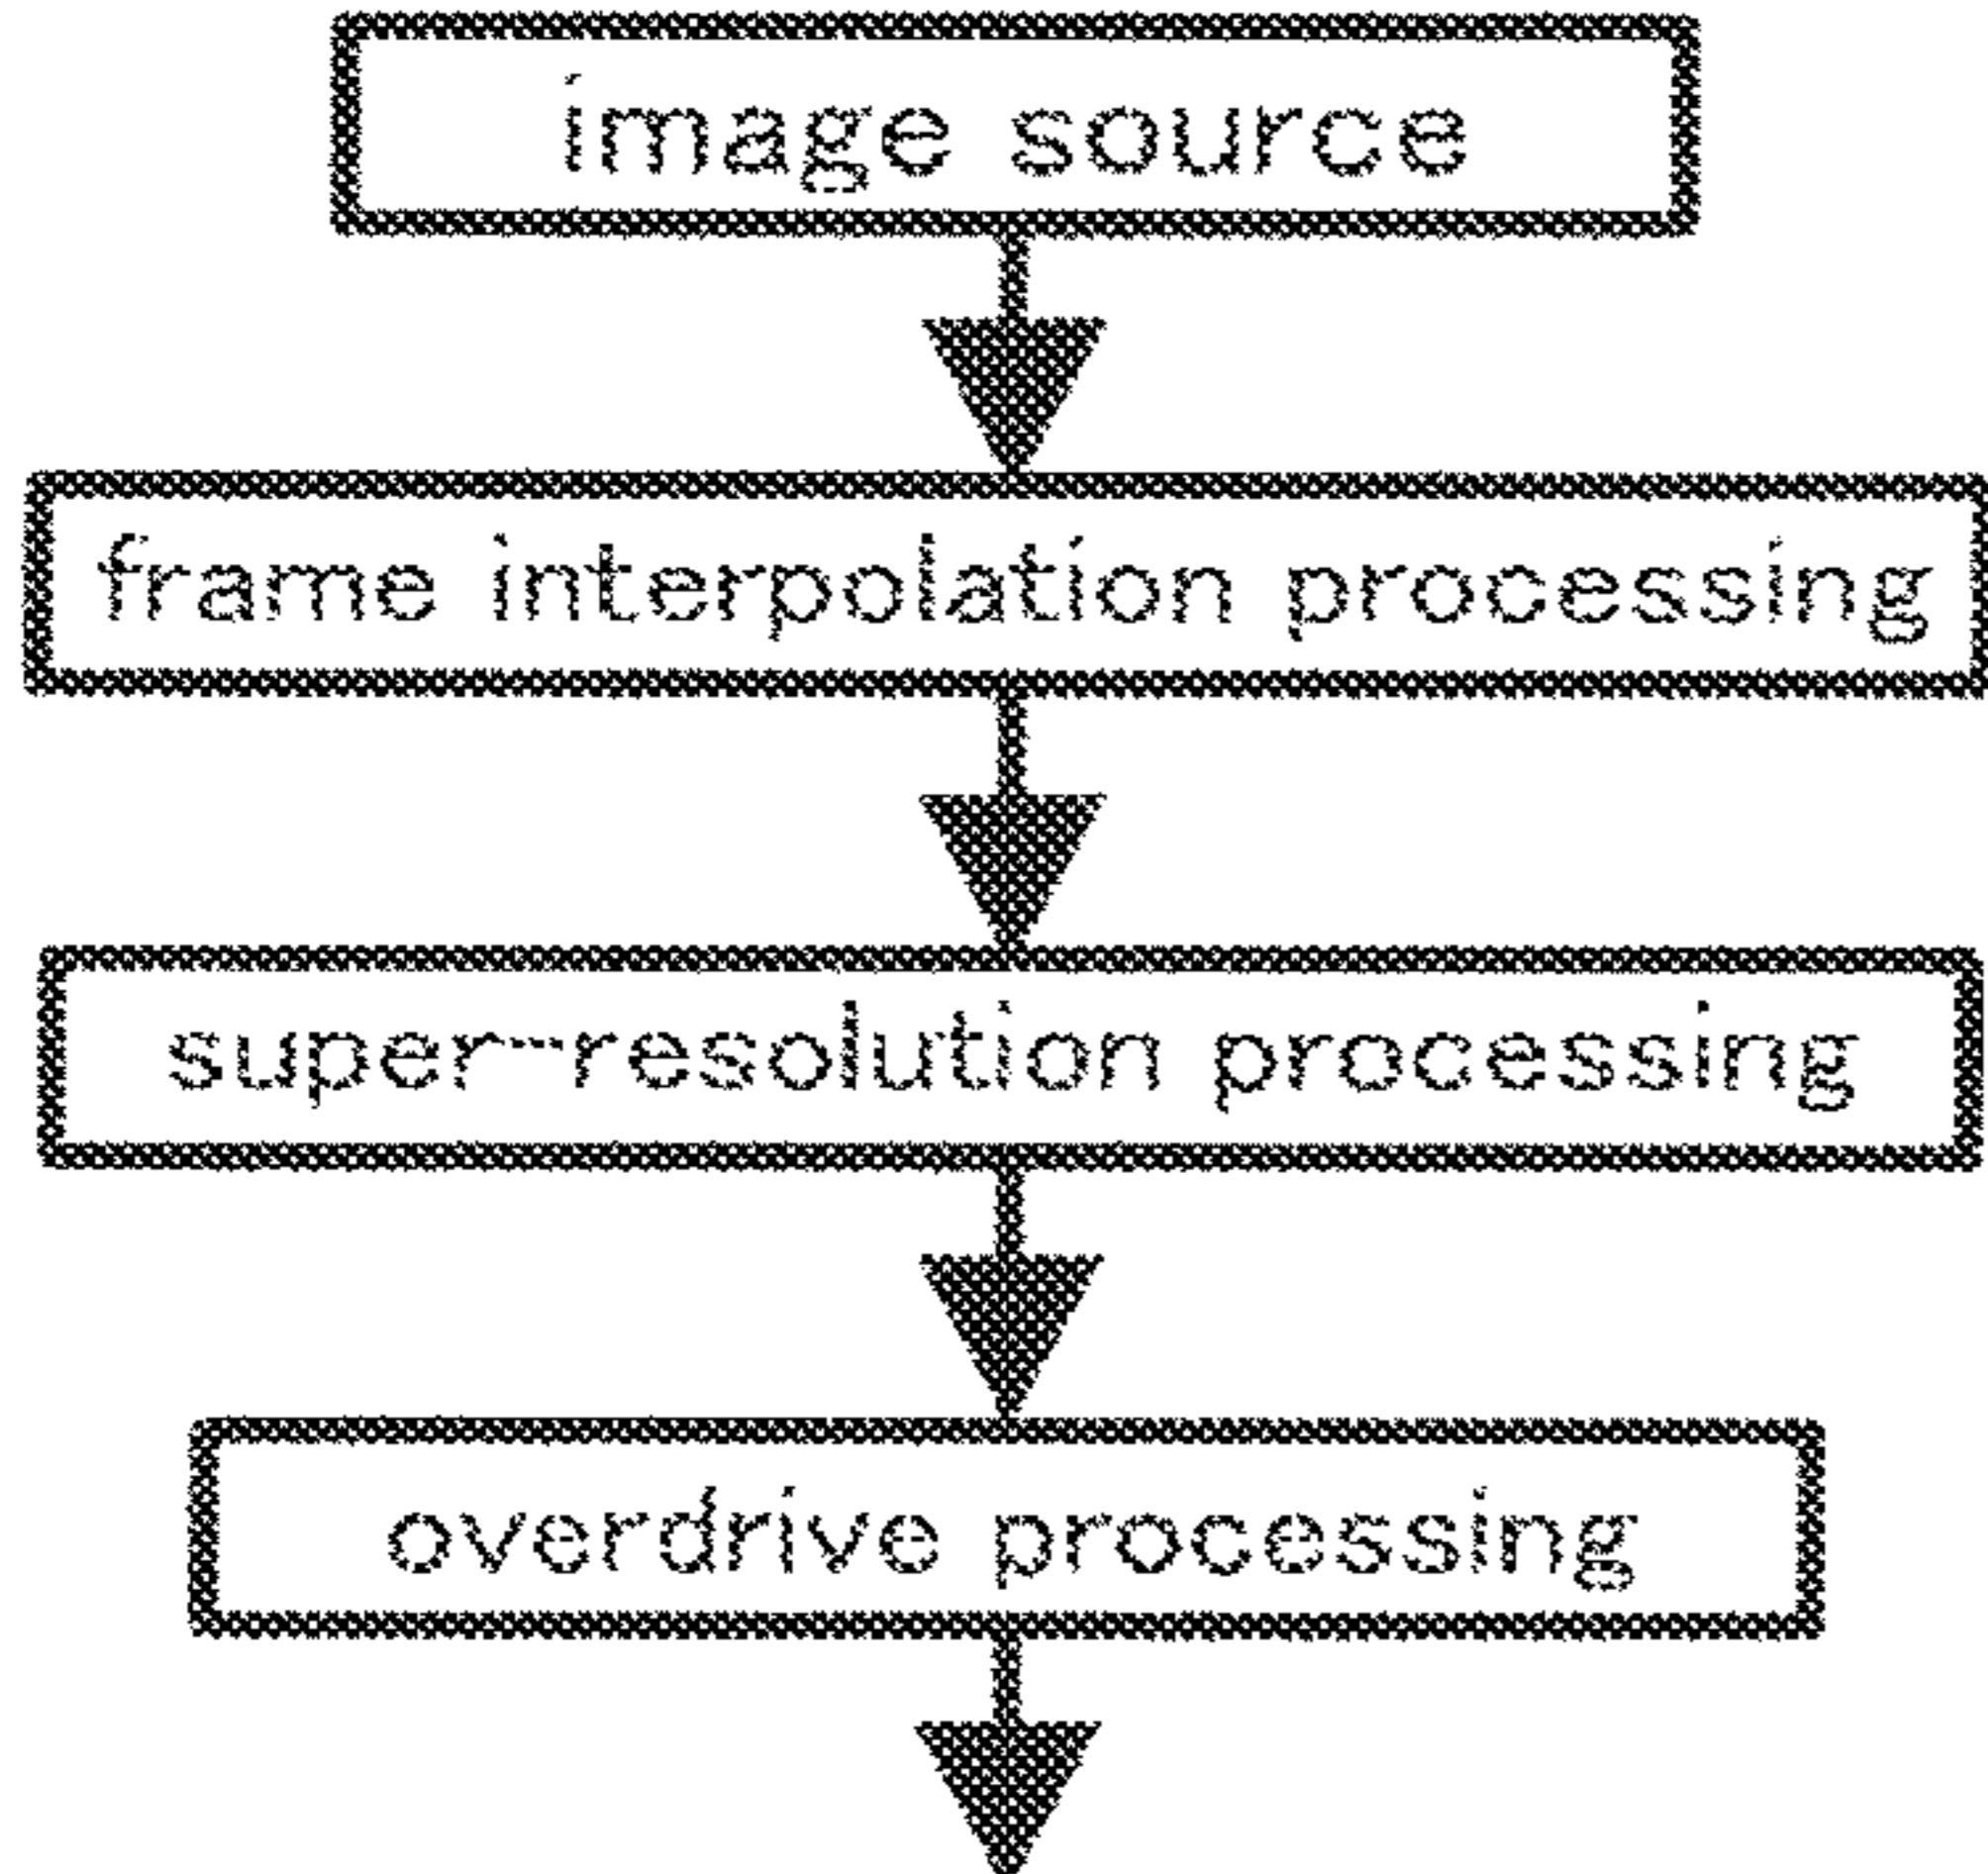 image source
frame interpolation processing
super-resolution processing
overdrive processing